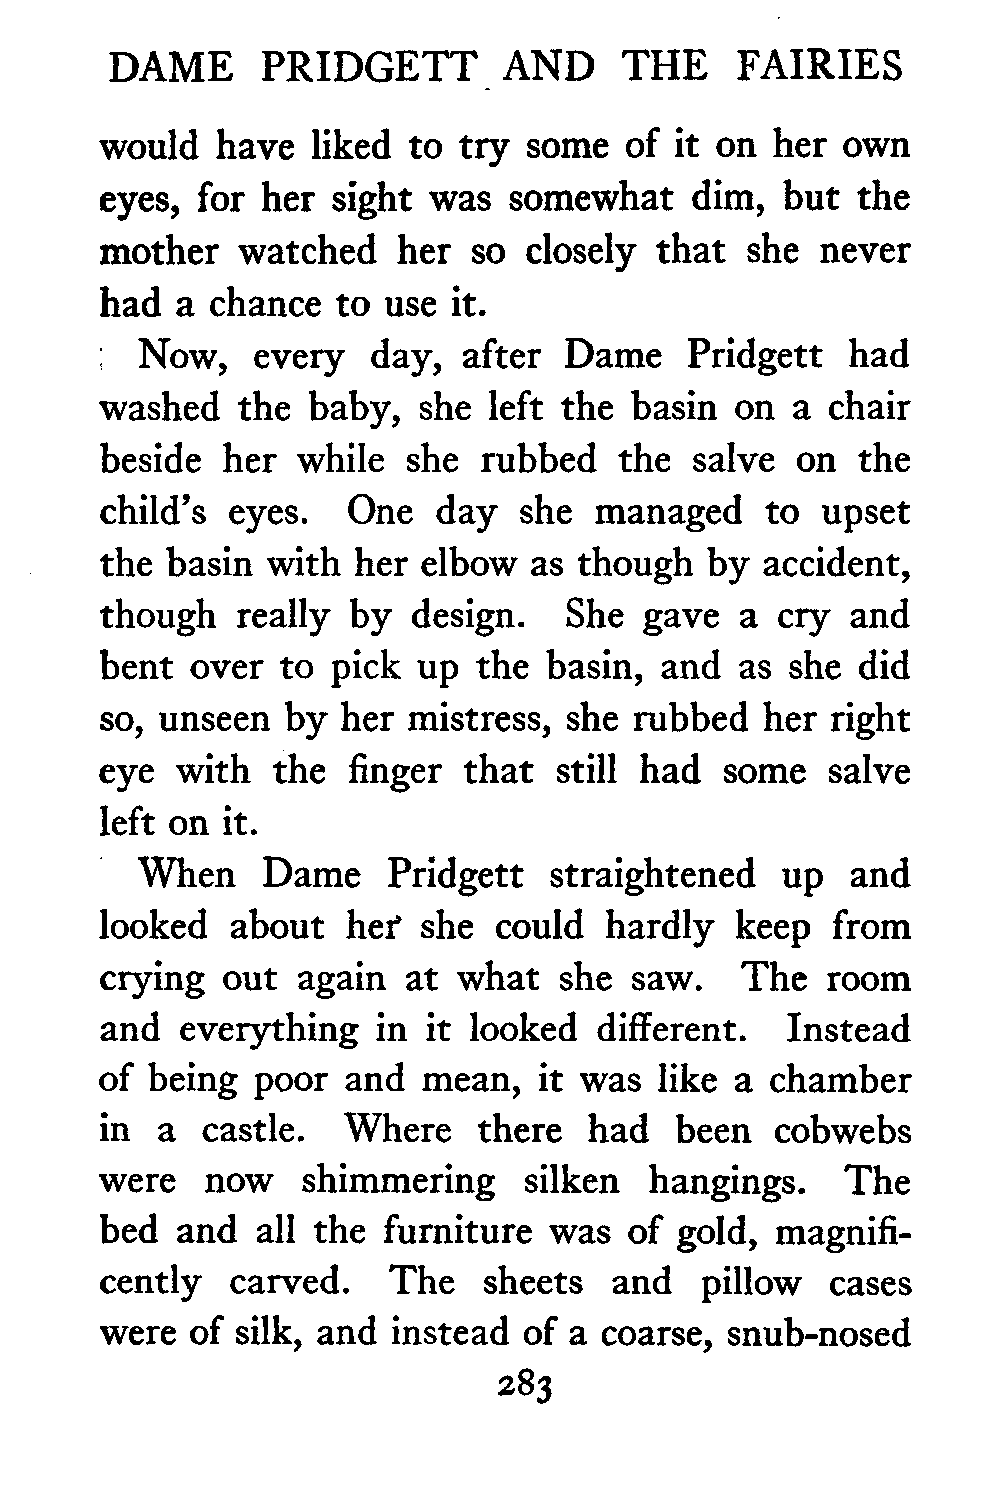 DAME PRIDGETT AND THE FAIRIES
would have liked to try some of it on her own
eyes, for her sight was somewhat dim, but the
mother watched her so closely that she never
had a chance to use it.
Now, every day, after Dame Pridgett had
washed the baby, she left the basin on a chair
beside her while she rubbed the salve on the
child's eyes. One day she managed to upset
the basin with her elbow as though by accident,
though really by design. She gave a cry and
bent over to pick up the basin, and as she did
so, unseen by her mistress, she rubbed her right
eye with the finger that still had some salve
left on it.
When Dame Pridgett straightened up and
looked about her she could hardly keep from
crying out again at what she saw. The room
and everything in it looked different. Instead
of being poor and mean, it was like a chamber
in a castle. Where there had been cobwebs
were now shimmering silken hangings. The
bed and all the furniture was of gold, magnifi-
cently carved. The sheets and pillow cases
were of silk, and instead of a coarse, snub-nosed
283